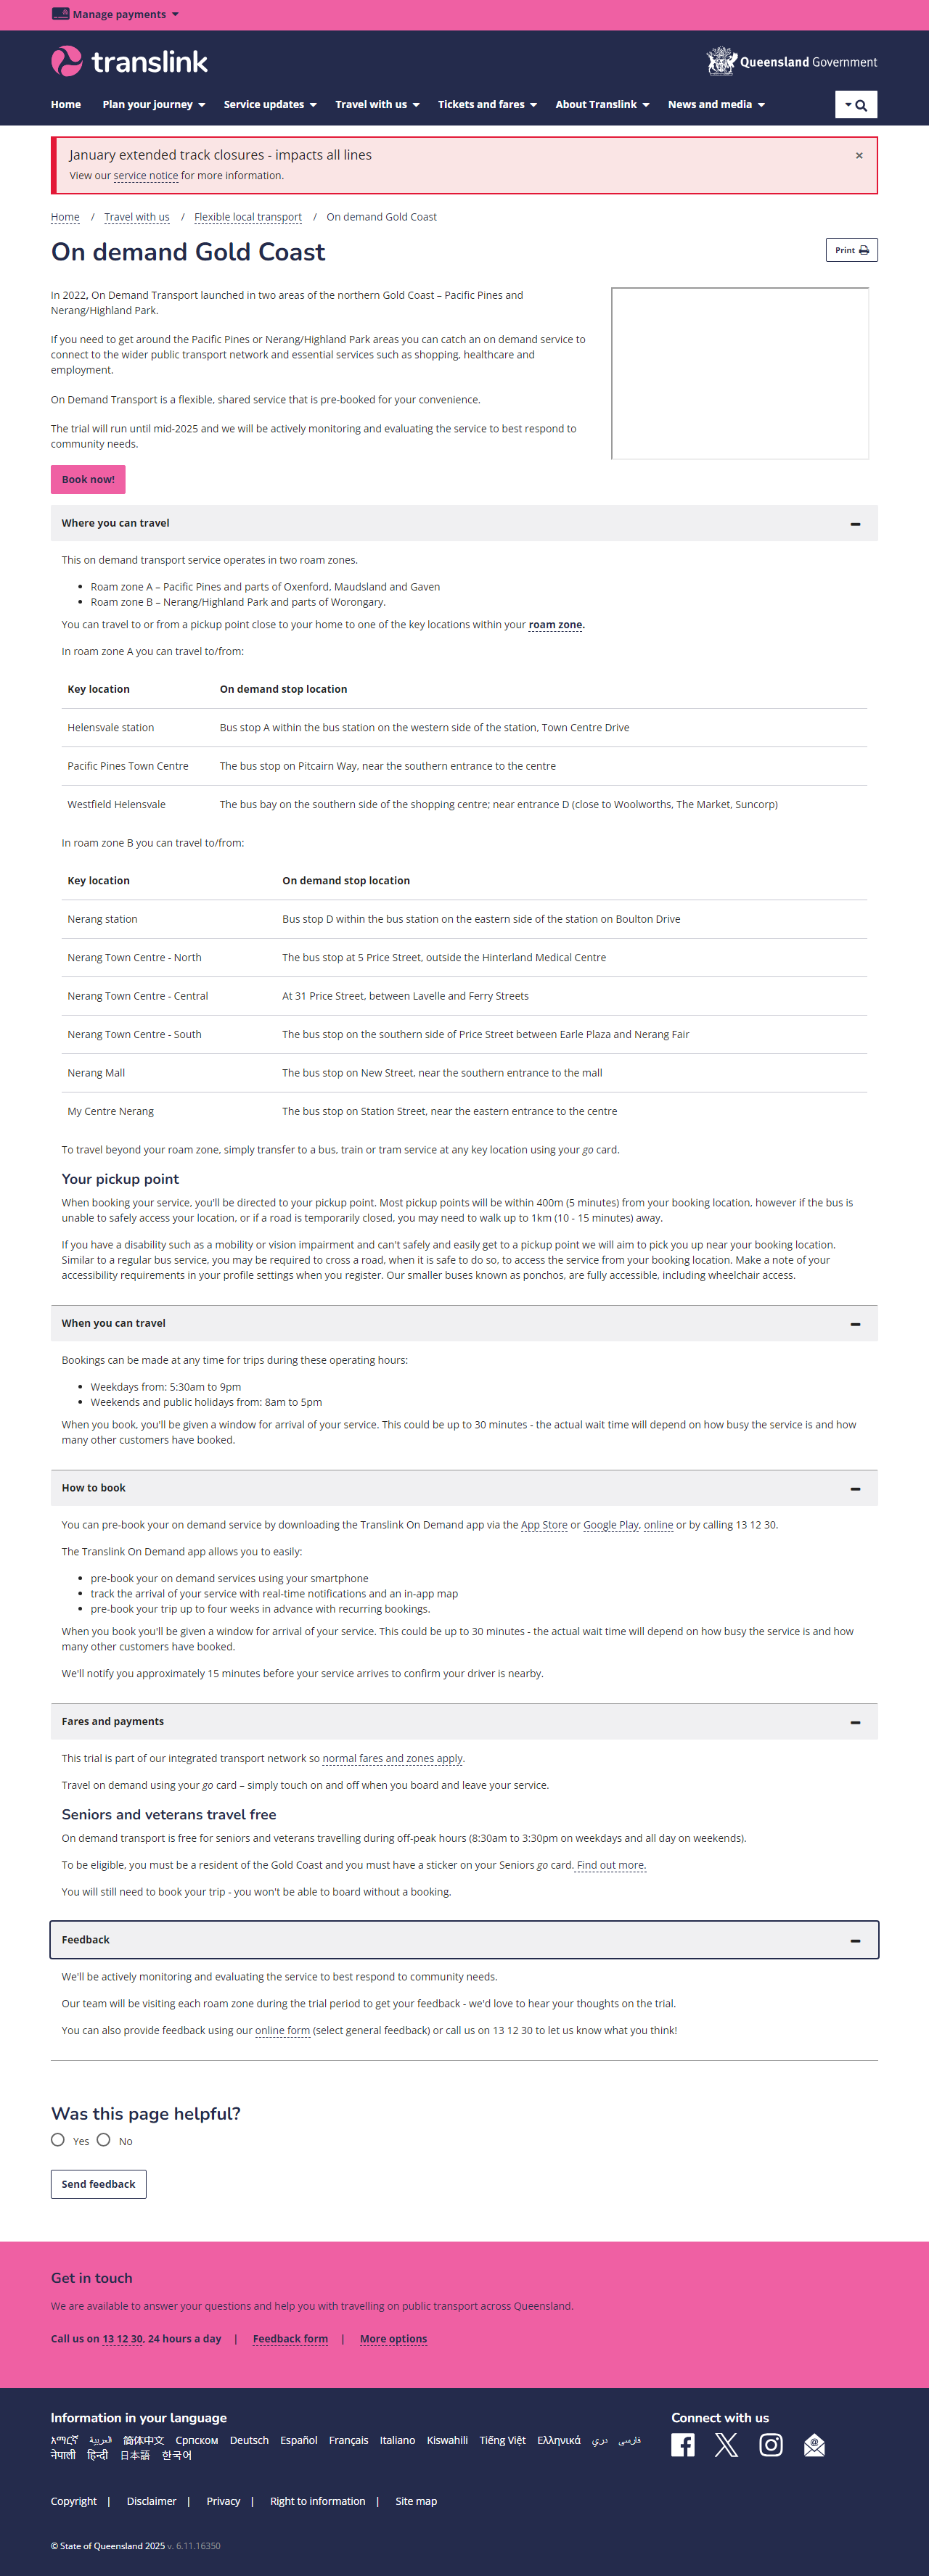 Manage payments
translink
Queensland Government
Home Plan your journey Service updates Travel with us Tickets and fares About Translink News and media
January extended track closures - impacts all lines
×
View our service notice for more information.
Home / Travel with us / Flexible local transport / On demand Gold Coast
On demand Gold Coast
Print
In 2022, On Demand Transport launched in two areas of the northern Gold Coast – Pacific Pines and
Nerang/Highland Park.
If you need to get around the Pacific Pines or Nerang/Highland Park areas you can catch an on demand service to
connect to the wider public transport network and essential services such as shopping, healthcare and
employment.
On Demand Transport is a flexible, shared service that is pre-booked for your convenience.
The trial will run until mid-2025 and we will be actively monitoring and evaluating the service to best respond to
community needs.
Book now!
Where you can travel
This on demand transport service operates in two roam zones.
• Roam zone A – Pacific Pines and parts of Oxenford, Maudsland and Gaven
• Roam zone B – Nerang/Highland Park and parts of Worongary.
You can travel to or from a pickup point close to your home to one of the key locations within your roam zone.
In roam zone A you can travel to/from:
Key location On demand stop location
Helensvale station Bus stop A within the bus station on the western side of the station, Town Centre Drive
Pacific Pines Town Centre The bus stop on Pitcairn Way, near the southern entrance to the centre
Westfield Helensvale The bus bay on the southern side of the shopping centre; near entrance D (close to Woolworths, The Market, Suncorp)
In roam zone B you can travel to/from:
Key location On demand stop location
Nerang station Bus stop D within the bus station on the eastern side of the station on Boulton Drive
Nerang Town Centre - North The bus stop at 5 Price Street, outside the Hinterland Medical Centre
Nerang Town Centre - Central At 31 Price Street, between Lavelle and Ferry Streets
Nerang Town Centre - South The bus stop on the southern side of Price Street between Earle Plaza and Nerang Fair
Nerang Mall The bus stop on New Street, near the southern entrance to the mall
My Centre Nerang The bus stop on Station Street, near the eastern entrance to the centre
To travel beyond your roam zone, simply transfer to a bus, train or tram service at any key location using your go card.
Your pickup point
When booking your service, you'll be directed to your pickup point. Most pickup points will be within 400m (5 minutes) from your booking location, however if the bus is
unable to safely access your location, or if a road is temporarily closed, you may need to walk up to 1km (10 - 15 minutes) away.
If you have a disability such as a mobility or vision impairment and can't safely and easily get to a pickup point we will aim to pick you up near your booking location.
Similar to a regular bus service, you may be required to cross a road, when it is safe to do so, to access the service from your booking location. Make a note of your
accessibility requirements in your profile settings when you register. Our smaller buses known as ponchos, are fully accessible, including wheelchair access.
When you can travel
Bookings can be made at any time for trips during these operating hours:
• Weekdays from: 5:30am to 9pm
• Weekends and public holidays from: 8am to 5pm
When you book, you'll be given a window for arrival of your service. This could be up to 30 minutes - the actual wait time will depend on how busy the service is and how
many other customers have booked.
How to book
You can pre-book your on demand service by downloading the Translink On Demand app via the App Store or Google Play, online or by calling 13 12 30.
The Translink On Demand app allows you to easily:
• pre-book your on demand services using your smartphone
• track the arrival of your service with real-time notifications and an in-app map
• pre-book your trip up to four weeks in advance with recurring bookings.
When you book you'll be given a window for arrival of your service. This could be up to 30 minutes - the actual wait time will depend on how busy the service is and how
many other customers have booked.
We'll notify you approximately 15 minutes before your service arrives to confirm your driver is nearby.
Fares and payments
This trial is part of our integrated transport network so normal fares and zones apply.
Travel on demand using your go card – simply touch on and off when you board and leave your service.
Seniors and veterans travel free
On demand transport is free for seniors and veterans travelling during off-peak hours (8:30am to 3:30pm on weekdays and all day on weekends).
To be eligible, you must be a resident of the Gold Coast and you must have a sticker on your Seniors go card. Find out more.
You will still need to book your trip - you won't be able to board without a booking.
Feedback
We'll be actively monitoring and evaluating the service to best respond to community needs.
Our team will be visiting each roam zone during the trial period to get your feedback - we'd love to hear your thoughts on the trial.
You can also provide feedback using our online form (select general feedback) or call us on 13 12 30 to let us know what you think!
Was this page helpful?
Yes No
Send feedback
Get in touch
We are available to answer your questions and help you with travelling on public transport across Queensland.
Call us on 13 12 30, 24 hours a day | Feedback form | More options
Information in your language
Connect with us
አማርኛ العربية 简体中文 Српском Deutsch Español Français Italiano Kiswahili Tiếng Việt Ελληνικά دري فارسی
नेपाली हिन्दी 日本語 한국어
Copyright | Disclaimer | Privacy | Right to information | Site map
© State of Queensland 2025 v. 6.11.16350